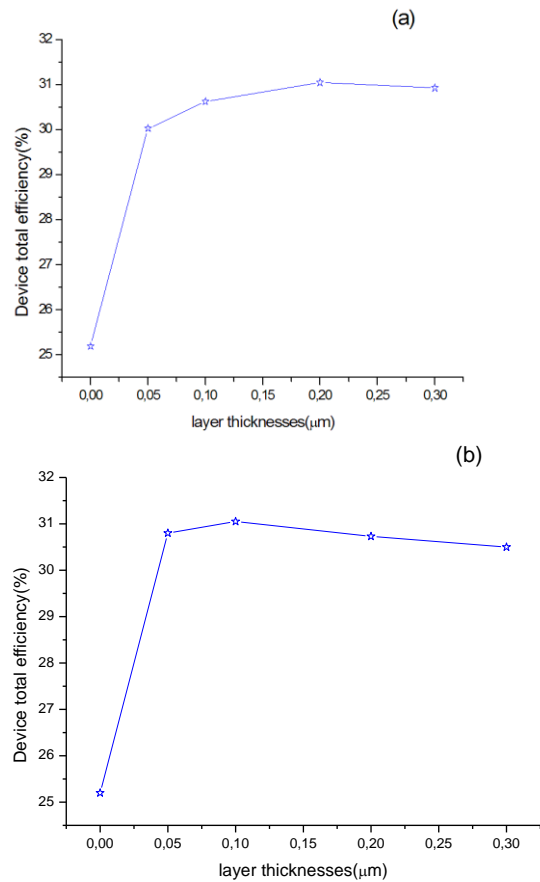 (a)
32
31
30
29
28
27
26
25
Device total efficiency(%)
0,00 0,05 0,10 0,15 0,20 0,25 0,30
layer thicknesses(μm)
(b)
32
31
30
29
28
27
26
25
Device total efficiency(%)
0,00 0,05 0,10 0,15 0,20 0,25 0,30
layer thicknesses(μm)